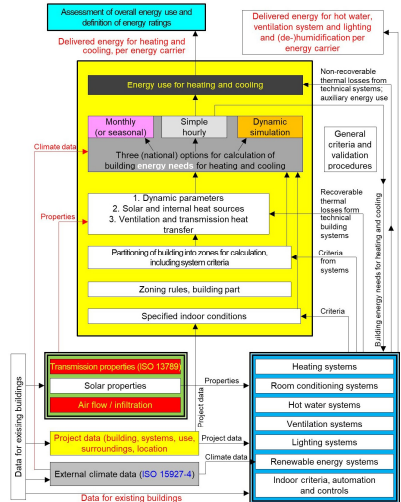 Assessment of overall energy use and
definition of energy ratings
Delivered energy for hot water,
ventilation system and lighting
and (de-)humidification per
energy carrier
Delivered energy for heating and
cooling, per energy carrier
Energy use for heating and cooling
Non-recoverable
thermal losses from
technical systems;
auxiliary energy use
Monthly
(or seasonal)
Simple
hourly
Dynamic
simulation
Three (national) options for calculation of
building energy needs for heating and cooling
General
criteria and
validation
procedures
Climate data
Properties
1. Dynamic parameters
2. Solar and internal heat sources
3. Ventilation and transmission heat
transfer
Recoverable
thermal
losses form
technical
building
systems
Partitioning of building into zones for calculation,
including system criteria
Criteria
from
systems
Zoning rules, building part
Specified indoor conditions
Criteria
Building energy needs for heating and cooling
Data for existing buildings
Transmission properties (ISO 13789)
Solar properties
Air flow / infiltration
Properties
Project data
Project data (building, systems, use,
surroundings, location
Project data
External climate data (ISO 15927-4)
Climate data
Data for existing buildings
Heating systems
Room conditioning systems
Hot water systems
Ventilation systems
Lighting systems
Renewable energy systems
Indoor criteria, automation
and controls